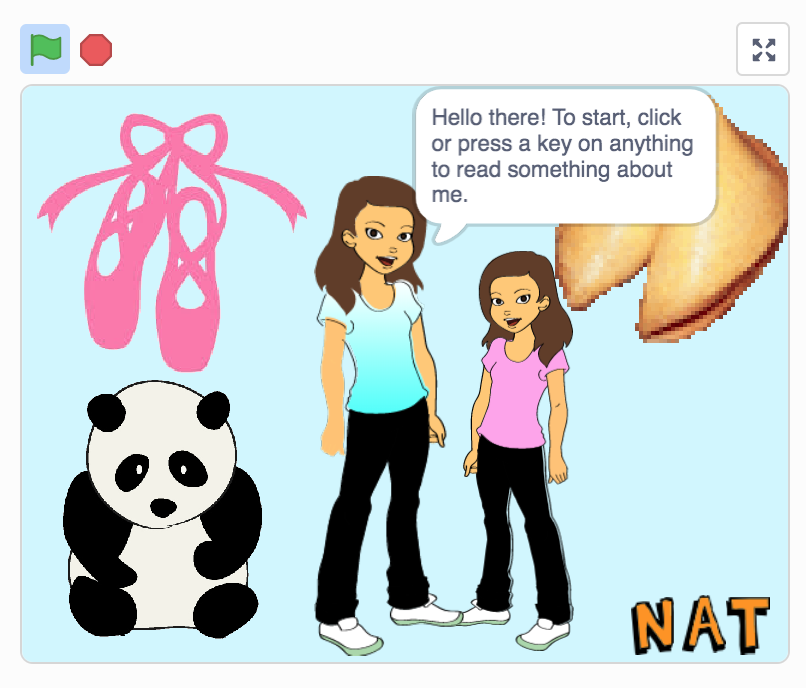 Hello there! To start, click
or press a key on anything
to read something about
me.
NAT